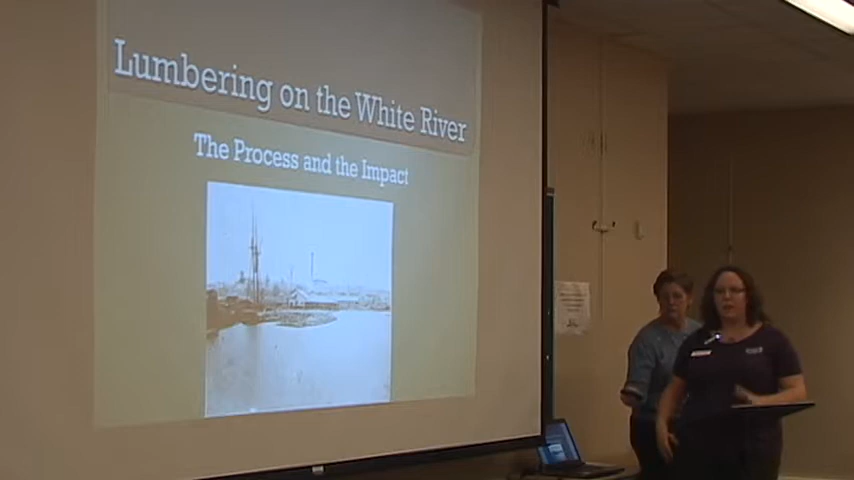 Lumbering on the White River
The Process and the Impact